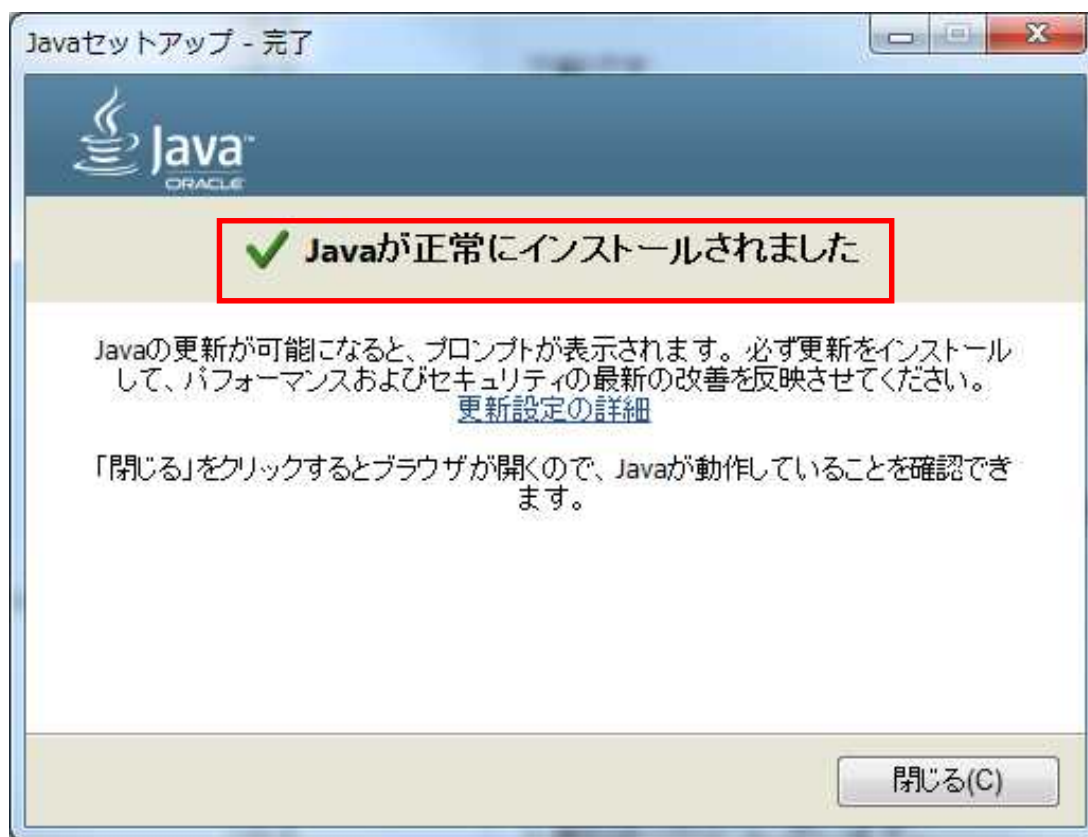 Javaセットアップ - 完了
Java™
ORACLE
Javaが正常にインストールされました
Javaの更新が可能になると、プロンプトが表示されます。必ず更新をインストール
して、パフォーマンスおよびセキュリティの最新の改善を反映させてください。
更新設定の詳細
「閉じる」をクリックするとブラウザが開くので、Javaが動作していることを確認でき
ます。
閉じる(C)